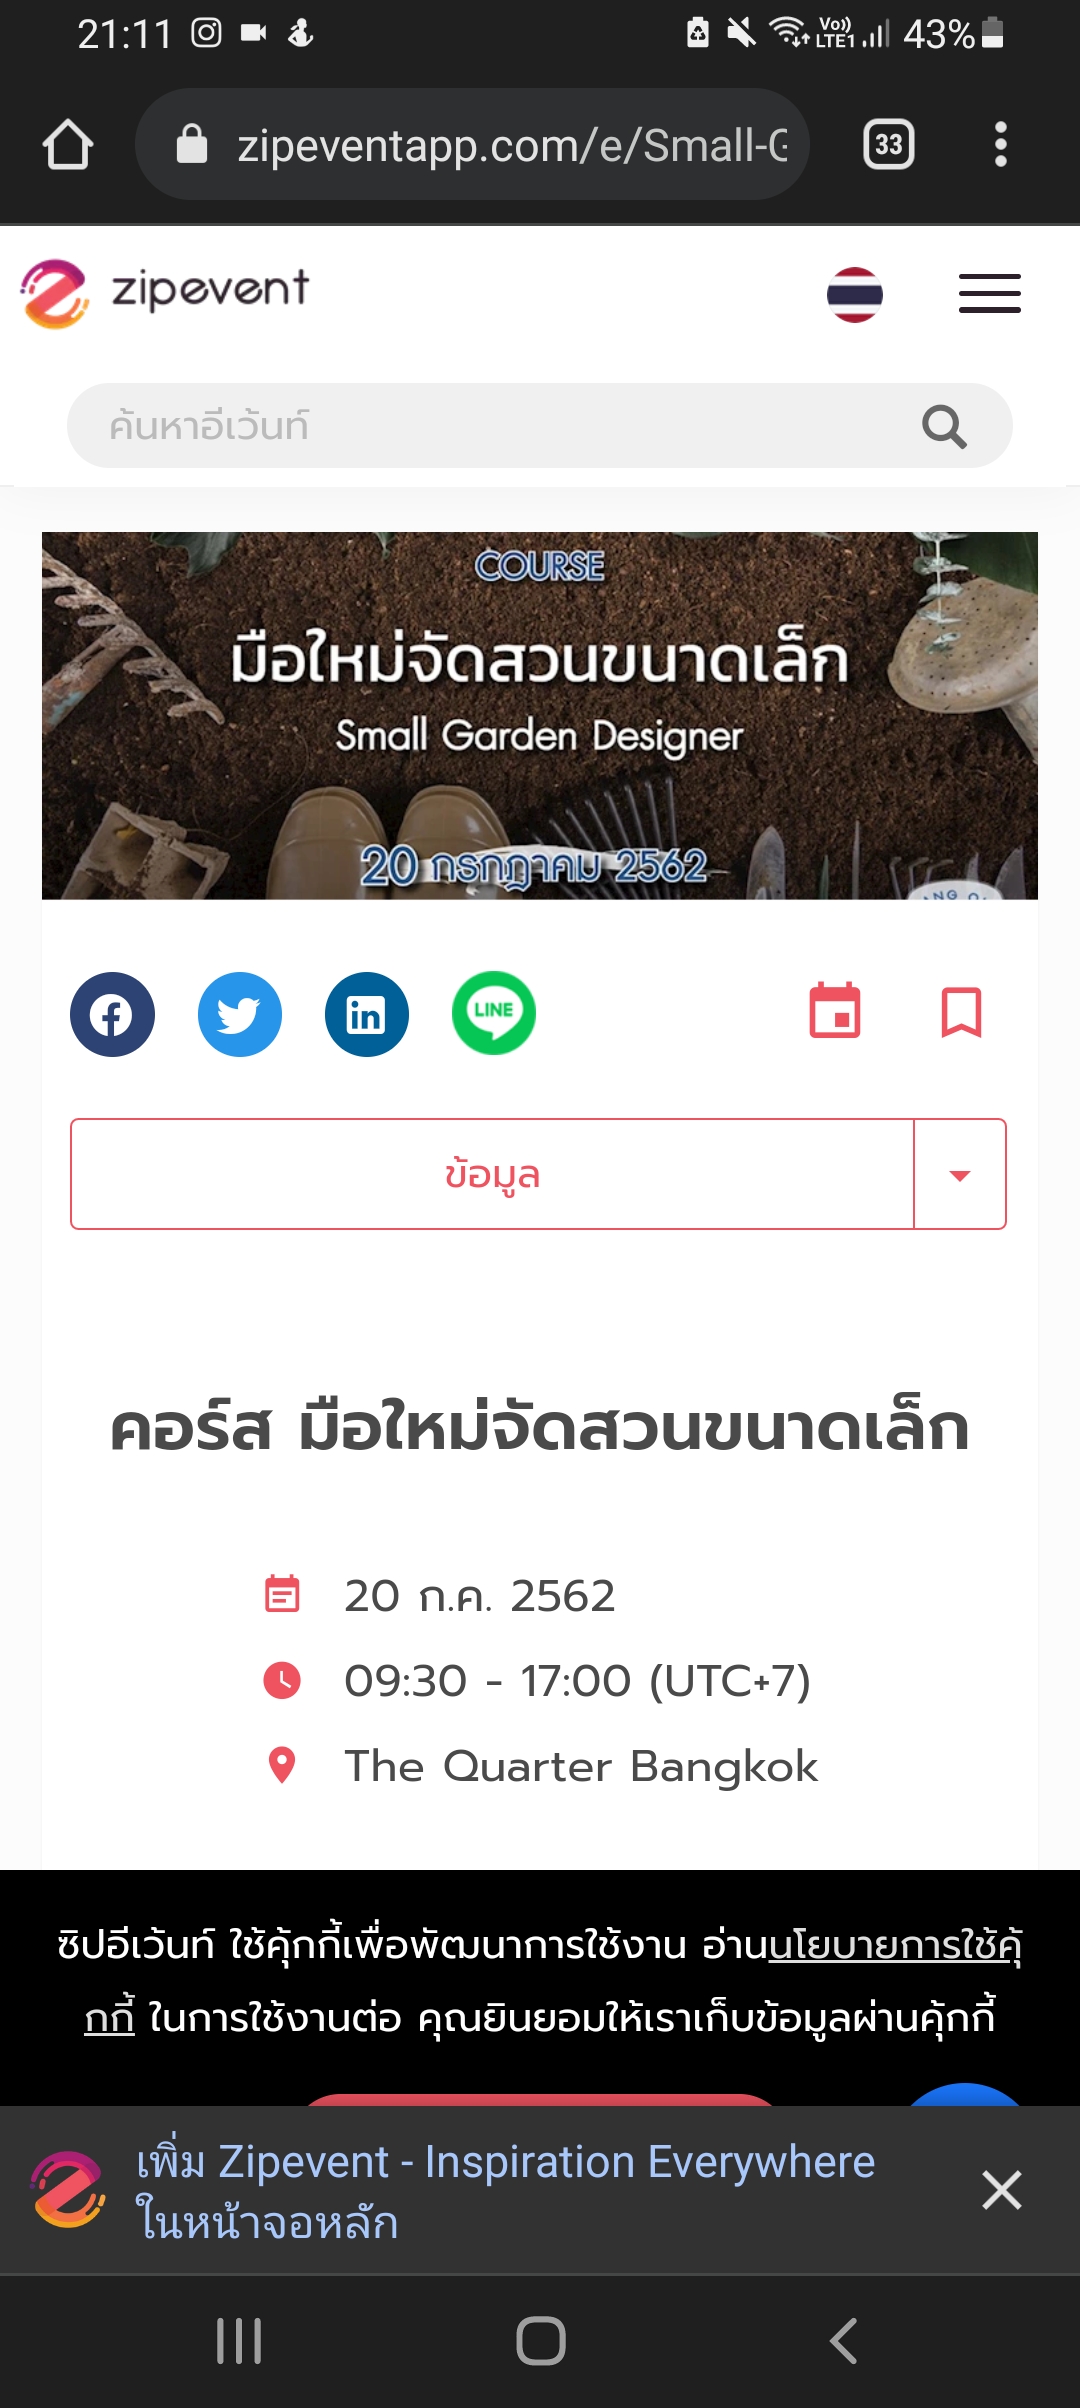 21:11
Vo)) LTE1 43%
zipeventapp.com/e/Small-G
33
zipevent
ค้นหาอีเว้นท์
COURSE
มือใหม่จัดสวนขนาดเล็ก
Small Garden Designer
20 กรกฎาคม 2562
LINE
ข้อมูล
คอร์ส มือใหม่จัดสวนขนาดเล็ก
20 ก.ค. 2562
09:30 - 17:00 (UTC+7)
The Quarter Bangkok
ซิปอีเว้นท์ ใช้คุ้กกี้เพื่อพัฒนาการใช้งาน อ่านนโยบายการใช้คุ้
กกี้ ในการใช้งานต่อ คุณยินยอมให้เราเก็บข้อมูลผ่านคุ้กกี้
เพิ่ม Zipevent - Inspiration Everywhere
ในหน้าจอหลัก